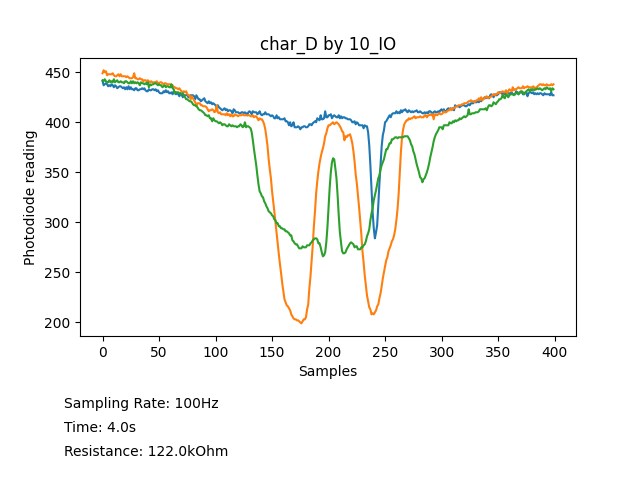 char_D by 10_IO
Photodiode reading
450
400
350
300
250
200
0 50 100 150 200 250 300 350 400
Samples
Sampling Rate: 100Hz
Time: 4.0s
Resistance: 122.0kOhm